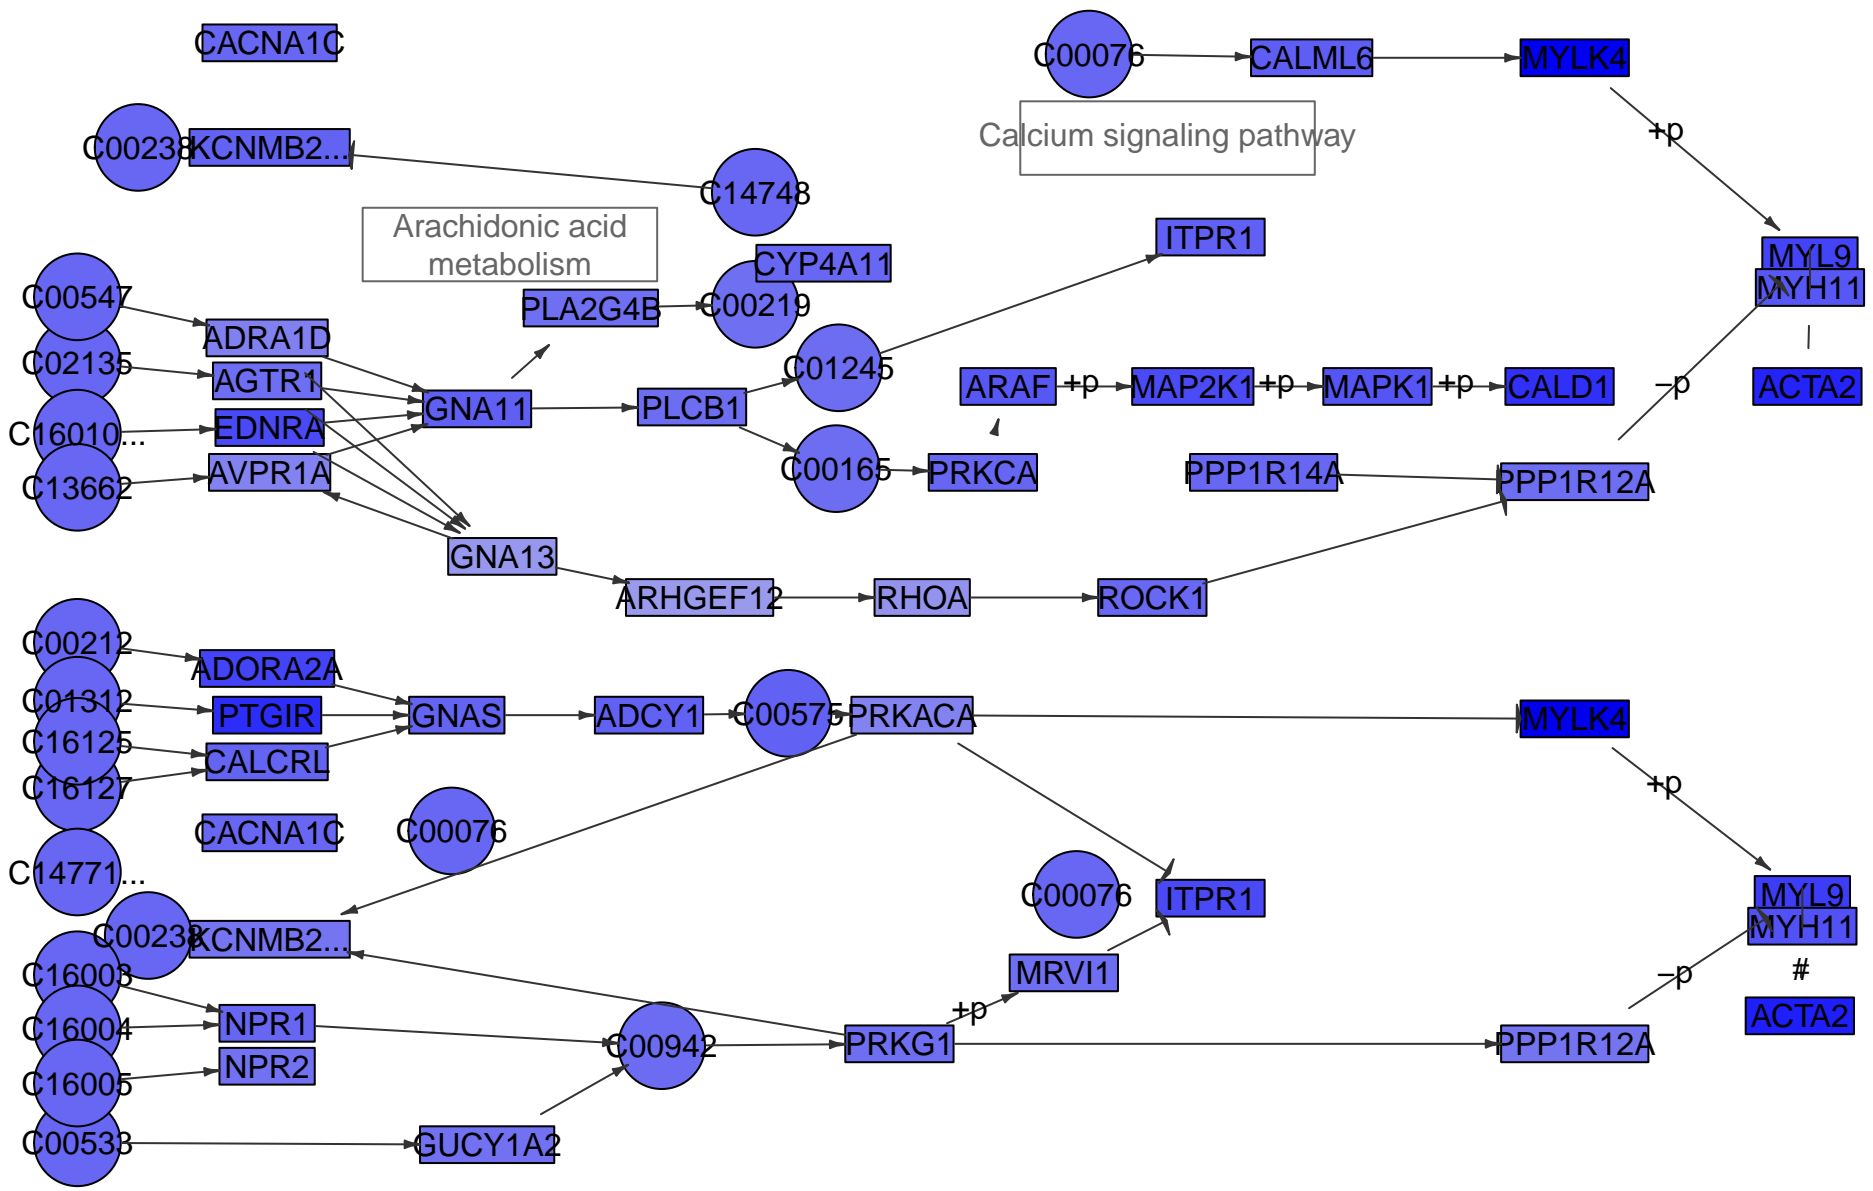 CACNA1C
C00076
CALML6
MYLK4
Calcium signaling pathway
+p
C00238
KCNMB2...
C14748
Arachidonic acid
metabolism
CYP4A11
ITPR1
MYL9
MYH11
C00547
PLA2G4B
C00219
ADRA1D
C02135
AGTR1
C01245
ARAF
+p
MAP2K1
+p
MAPK1
+p
CALD1
–p
ACTA2
GNA11
PLCB1
C16010...
EDNRA
C13662
AVPR1A
C00165
PRKCA
PPP1R14A
PPP1R12A
GNA13
ARHGEF12
RHOA
ROCK1
C00212
ADORA2A
C01312
PTGIR
GNAS
ADCY1
C00575
PRKACA
MYLK4
C16125
CALCRL
C16127
+p
CACNA1C
C00076
C14771...
C00076
ITPR1
MYL9
MYH11
C00238
KCNMB2...
C16003
MRVI1
–p
#
+p
ACTA2
C16004
NPR1
C00942
PRKG1
PPP1R12A
C16005
NPR2
C00533
GUCY1A2